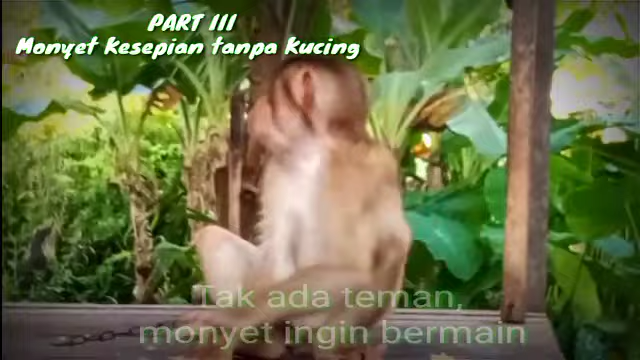 PART III
Monyet Kesepian tanpa Kucing
Tak ada teman,
monyet ingin bermain